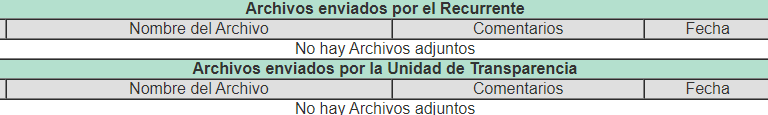 Archivos enviados por el Recurrente
Nombre del Archivo Comentarios Fecha
No hay Archivos adjuntos
Archivos enviados por la Unidad de Transparencia
Nombre del Archivo Comentarios Fecha
No hay Archivos adjuntos